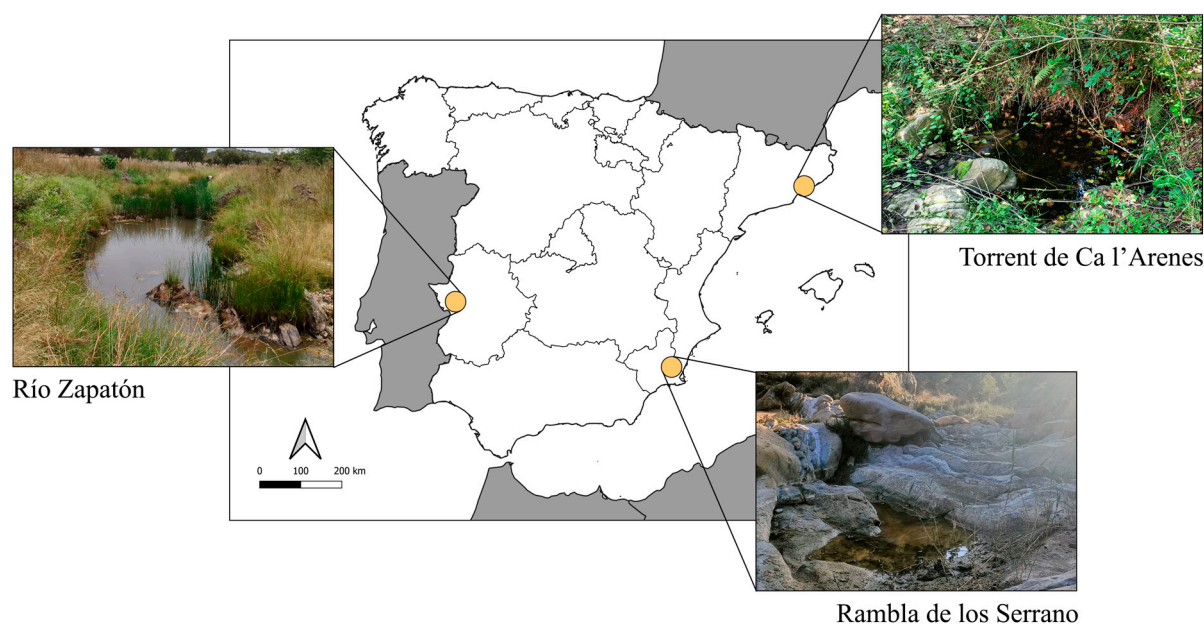 Torrent de Ca l’Arenes
Río Zapatón
0 100 200 km
Rambla de los Serrano